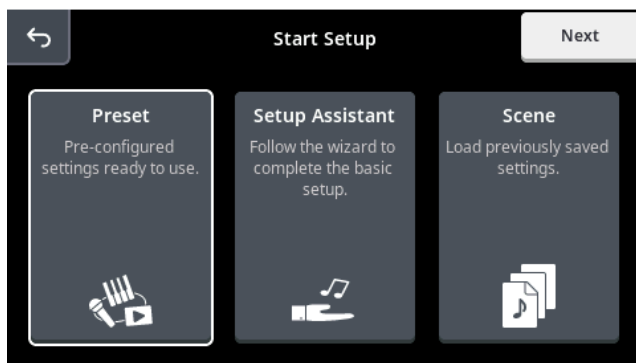 Start Setup
Next
Preset
Pre-configured
settings ready to use.
Setup Assistant
Follow the wizard to
complete the basic
setup.
Scene
Load previously saved
settings.